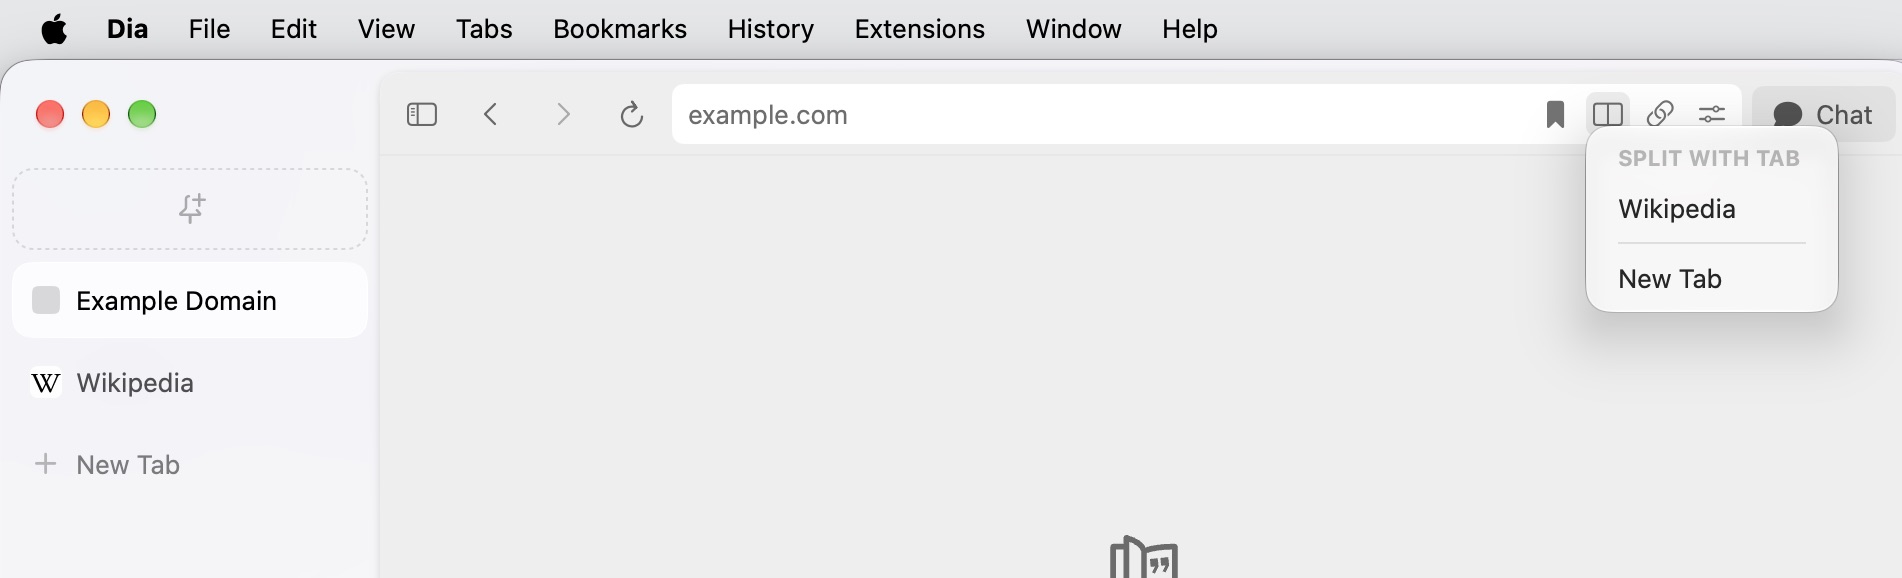 Dia File Edit View Tabs Bookmarks History Extensions Window Help
example.com
Chat
SPLIT WITH TAB
Wikipedia
New Tab
Example Domain
W Wikipedia
New Tab